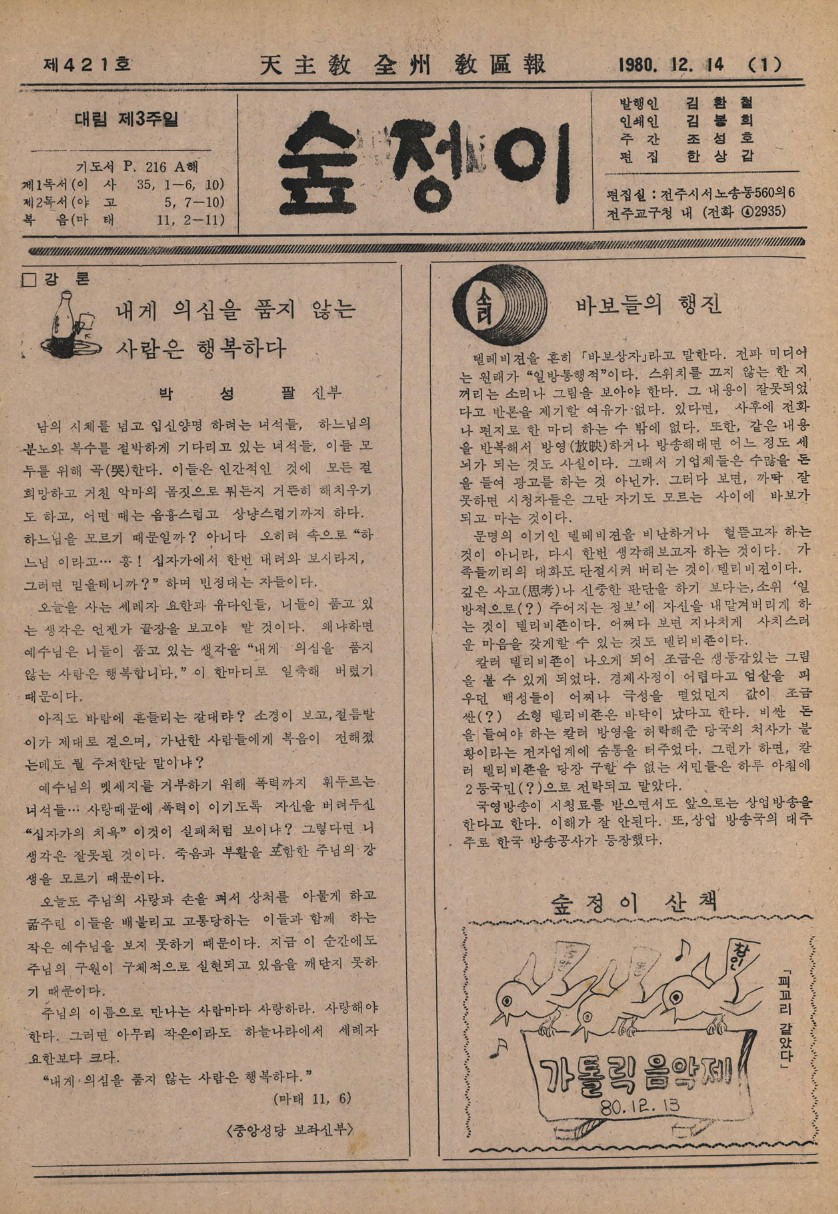 제421호
天主敎 全州 敎區報
1980. 12. 14 (1)
대림 제3주일
기도서 P. 216 A해
제1독서(이 사 35, 1—6, 10)
제2독서(야 고 5, 7—10)
복 음(마 태 11, 2—11)
숲정이
발행인 김 환 철
인쇄인 김 봉 희
주 간 조 성 호
편 집 한 상 갑
편집실 : 전주시서노송동560의6
전주교구청 내 (전화 ④2935)
□ 강 론
내게 의심을 품지 않는
사람은 행복하다
박 성 팔 신부
남의 시체를 넘고 입신양명 하려는 녀석들, 하느님의
분노와 복수를 절박하게 기다리고 있는 녀석들, 이들 모
두를 위해 곡(哭)한다. 이들은 인간적인 것에 모든 걸
희망하고 거친 악마의 몸짓으로 뭐든지 거뜬히 해치우기
도 하고, 어떤 때는 음흉스럽고 상냥스럽기까지 하다.
하느님을 모르기 때문일까? 아니다 오히려 속으로 “하
느님 이라고… 흥! 십자가에서 한번 내려와 보시라지,
그러면 믿을테니까?” 하며 빈정대는 자들이다.
오늘을 사는 세례자 요한과 유다인들, 니들이 품고 있
는 생각은 언젠가 끝장을 보고야 말 것이다. 왜냐하면
예수님은 니들이 품고 있는 생각을 “내게 의심을 품지
않는 사람은 행복합니다.” 이 한마디로 일축해 버렸기
때문이다.
아직도 바람에 흔들리는 갈대랴? 소경이 보고, 절름발
이가 제대로 걸으며, 가난한 사람들에게 복음이 전해졌
는데도 뭘 주저한단 말이냐?
예수님의 멧세지를 거부하기 위해 폭력까지 휘두르는
녀석들… 사랑때문에 폭력이 이기도록 자신을 버려두신
“십자가의 치욕” 이것이 실패처럼 보이냐? 그렇다면 니
생각은 잘못된 것이다. 죽음과 부활을 포함한 주님의 강
생을 모르기 때문이다.
오늘도 주님의 사랑과 손을 펴서 상처를 아물게 하고
굶주린 이들을 배불리고 고통당하는 이들과 함께 하는
작은 예수님을 보지 못하기 때문이다. 지금 이 순간에도
주님의 구원이 구체적으로 실현되고 있음을 깨닫지 못하
기 때문이다.
주님의 이름으로 만나는 사람마다 사랑하라. 사랑해야
한다. 그러면 아무리 작은이라도 하늘나라에서 세례자
요한보다 크다.
“내게 의심을 품지 않는 사람은 행복하다.”
(마태 11, 6)
〈중앙성당 보좌신부〉
소리
바보들의 행진
텔레비젼을 흔히 「바보상자」라고 말한다. 전파 미디어
는 원래가 “일방통행적”이다. 스위치를 끄지 않는 한 지
꺼리는 소리나 그림을 보아야 한다. 그 내용이 잘못되었
다고 반론을 제기할 여유가 없다. 있다면, 사후에 전화
나 편지로 한 마디 하는 수 밖에 없다. 또한, 같은 내용
을 반복해서 방영(放映)하거나 방송해대면 어느 정도 세
뇌가 되는 것도 사실이다. 그래서 기업체들은 수많을 돈
을 들여 광고를 하는 것 아닌가. 그러다 보면, 까딱 잘
못하면 시청자들은 그만 자기도 모르는 사이에 바보가
되고 마는 것이다.
문명의 이기인 텔레비젼을 비난하거나 헐뜯고자 하는
것이 아니라, 다시 한번 생각해보고자 하는 것이다. 가
족들끼리의 대화도 단절시켜 버리는 것이 텔리비젼이다.
깊은 사고(思考)나 신중한 판단을 하기 보다는, 소위 ‘일
방적으로(?) 주어지는 정보’에 자신을 내맡겨버리게 하
는 것이 텔리비죤이다. 어쩌다 보면 지나치게 사치스러
운 마음을 갖게할 수 있는 것도 텔리비죤이다.
칼러 텔리비죤이 나오게 되어 조금은 생동감있는 그림
을 볼 수 있게 되었다. 경제사정이 어렵다고 엄살을 피
우던 백성들이 어찌나 극성을 떨었던지 값이 조금
싼(?) 소형 텔리비죤은 바닥이 났다고 한다. 비싼 돈
을 들여야 하는 칼러 방영을 허락해준 당국의 처사가 불
황이라는 전자업계에 숨통을 터주었다. 그런가 하면, 칼
러 텔리비죤을 당장 구할 수 없는 서민들은 하루 아침에
2등국민(?)으로 전락되고 말았다.
국영방송이 시청료를 받으면서도 앞으로는 상업방송을
한다고 한다. 이해가 잘 안된다. 또, 상업 방송국의 대주
주로 한국 방송공사가 등장했다.
숲정이 산책
「꾀꼬리 같았다」
가톨릭 음악제
80. 12. 13